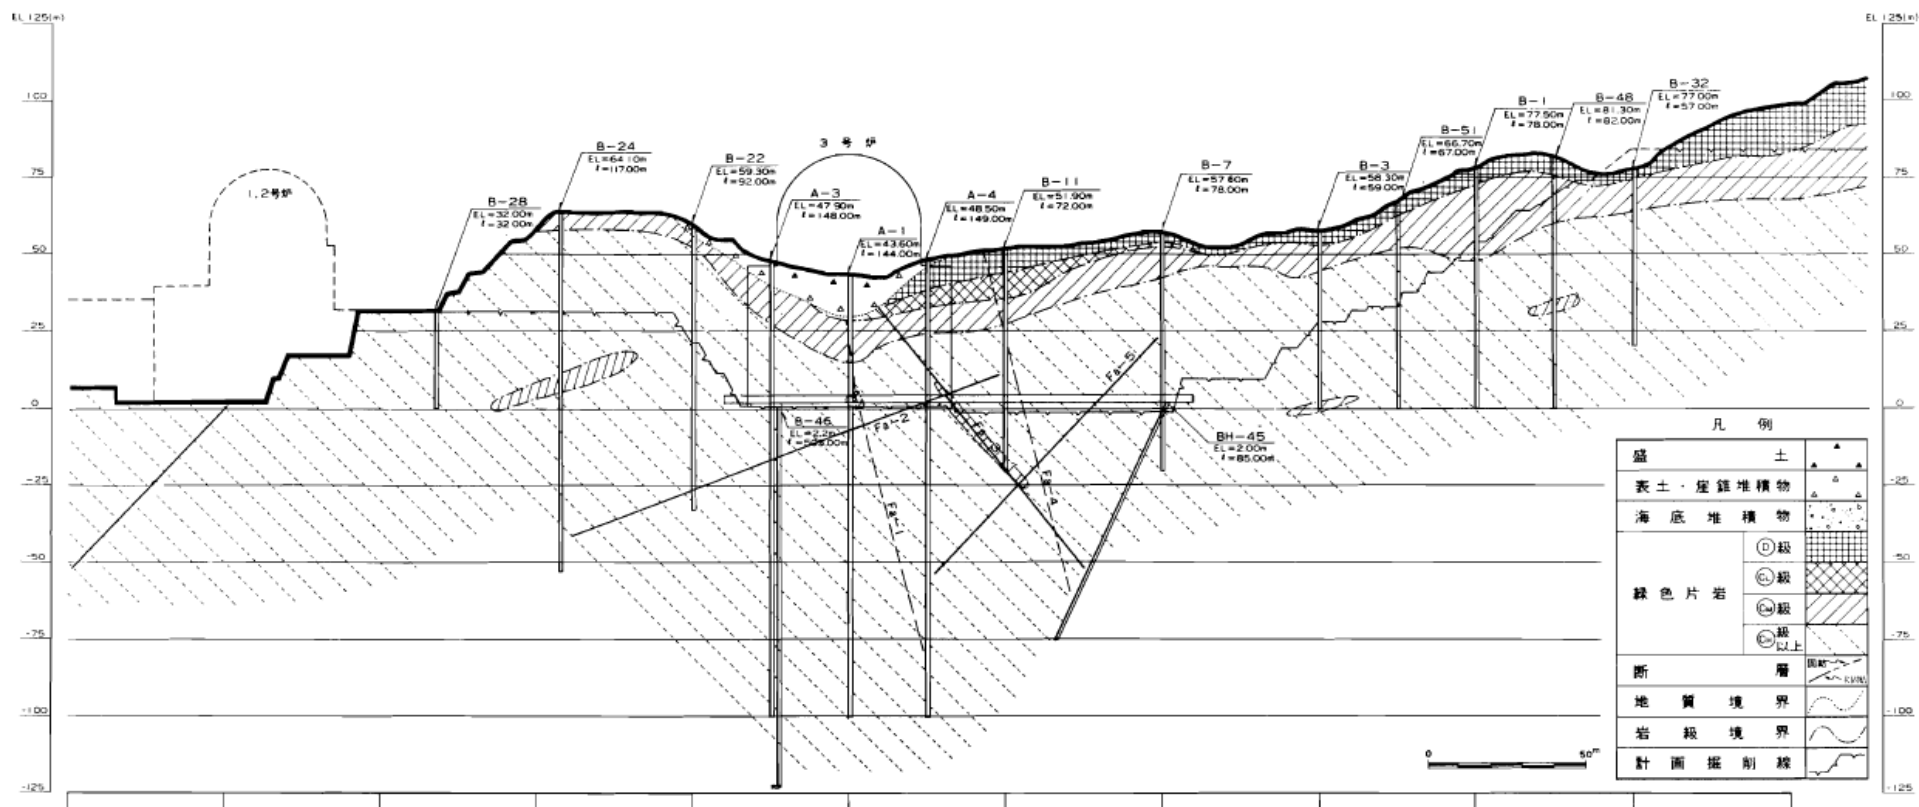 EL 125(m)
EL 125(m)
100
100
75
75
50
50
25
25
0
0
-25
-25
-50
-50
-75
-75
-100
-100
-125
-125
1,2号炉
B-28
EL=32.00m
ℓ=32.00m
B-24
EL=64.10m
ℓ=117.00m
B-22
EL=59.30m
ℓ=92.00m
3号炉
A-3
EL=47.90m
ℓ=148.00m
A-1
EL=43.60m
ℓ=144.00m
A-4
EL=48.50m
ℓ=149.00m
B-11
EL=51.90m
ℓ=72.00m
B-7
EL=57.60m
ℓ=78.00m
B-3
EL=58.30m
ℓ=59.00m
B-51
EL=66.70m
ℓ=67.00m
B-1
EL=77.50m
ℓ=78.00m
B-48
EL=81.30m
ℓ=82.00m
B-32
EL=77.00m
ℓ=57.00m
B-46
EL=2.2m
BH-45
EL=2.00m
ℓ=85.00m
Fa-2
Fa-1
Fa-4
Fa-5
0
50m
凡例
盛土
表土・崖錐堆積物
海底堆積物
緑色片岩
D級
CL級
CM級
CH級以上
断層
地質境界
岩級境界
計画掘削線